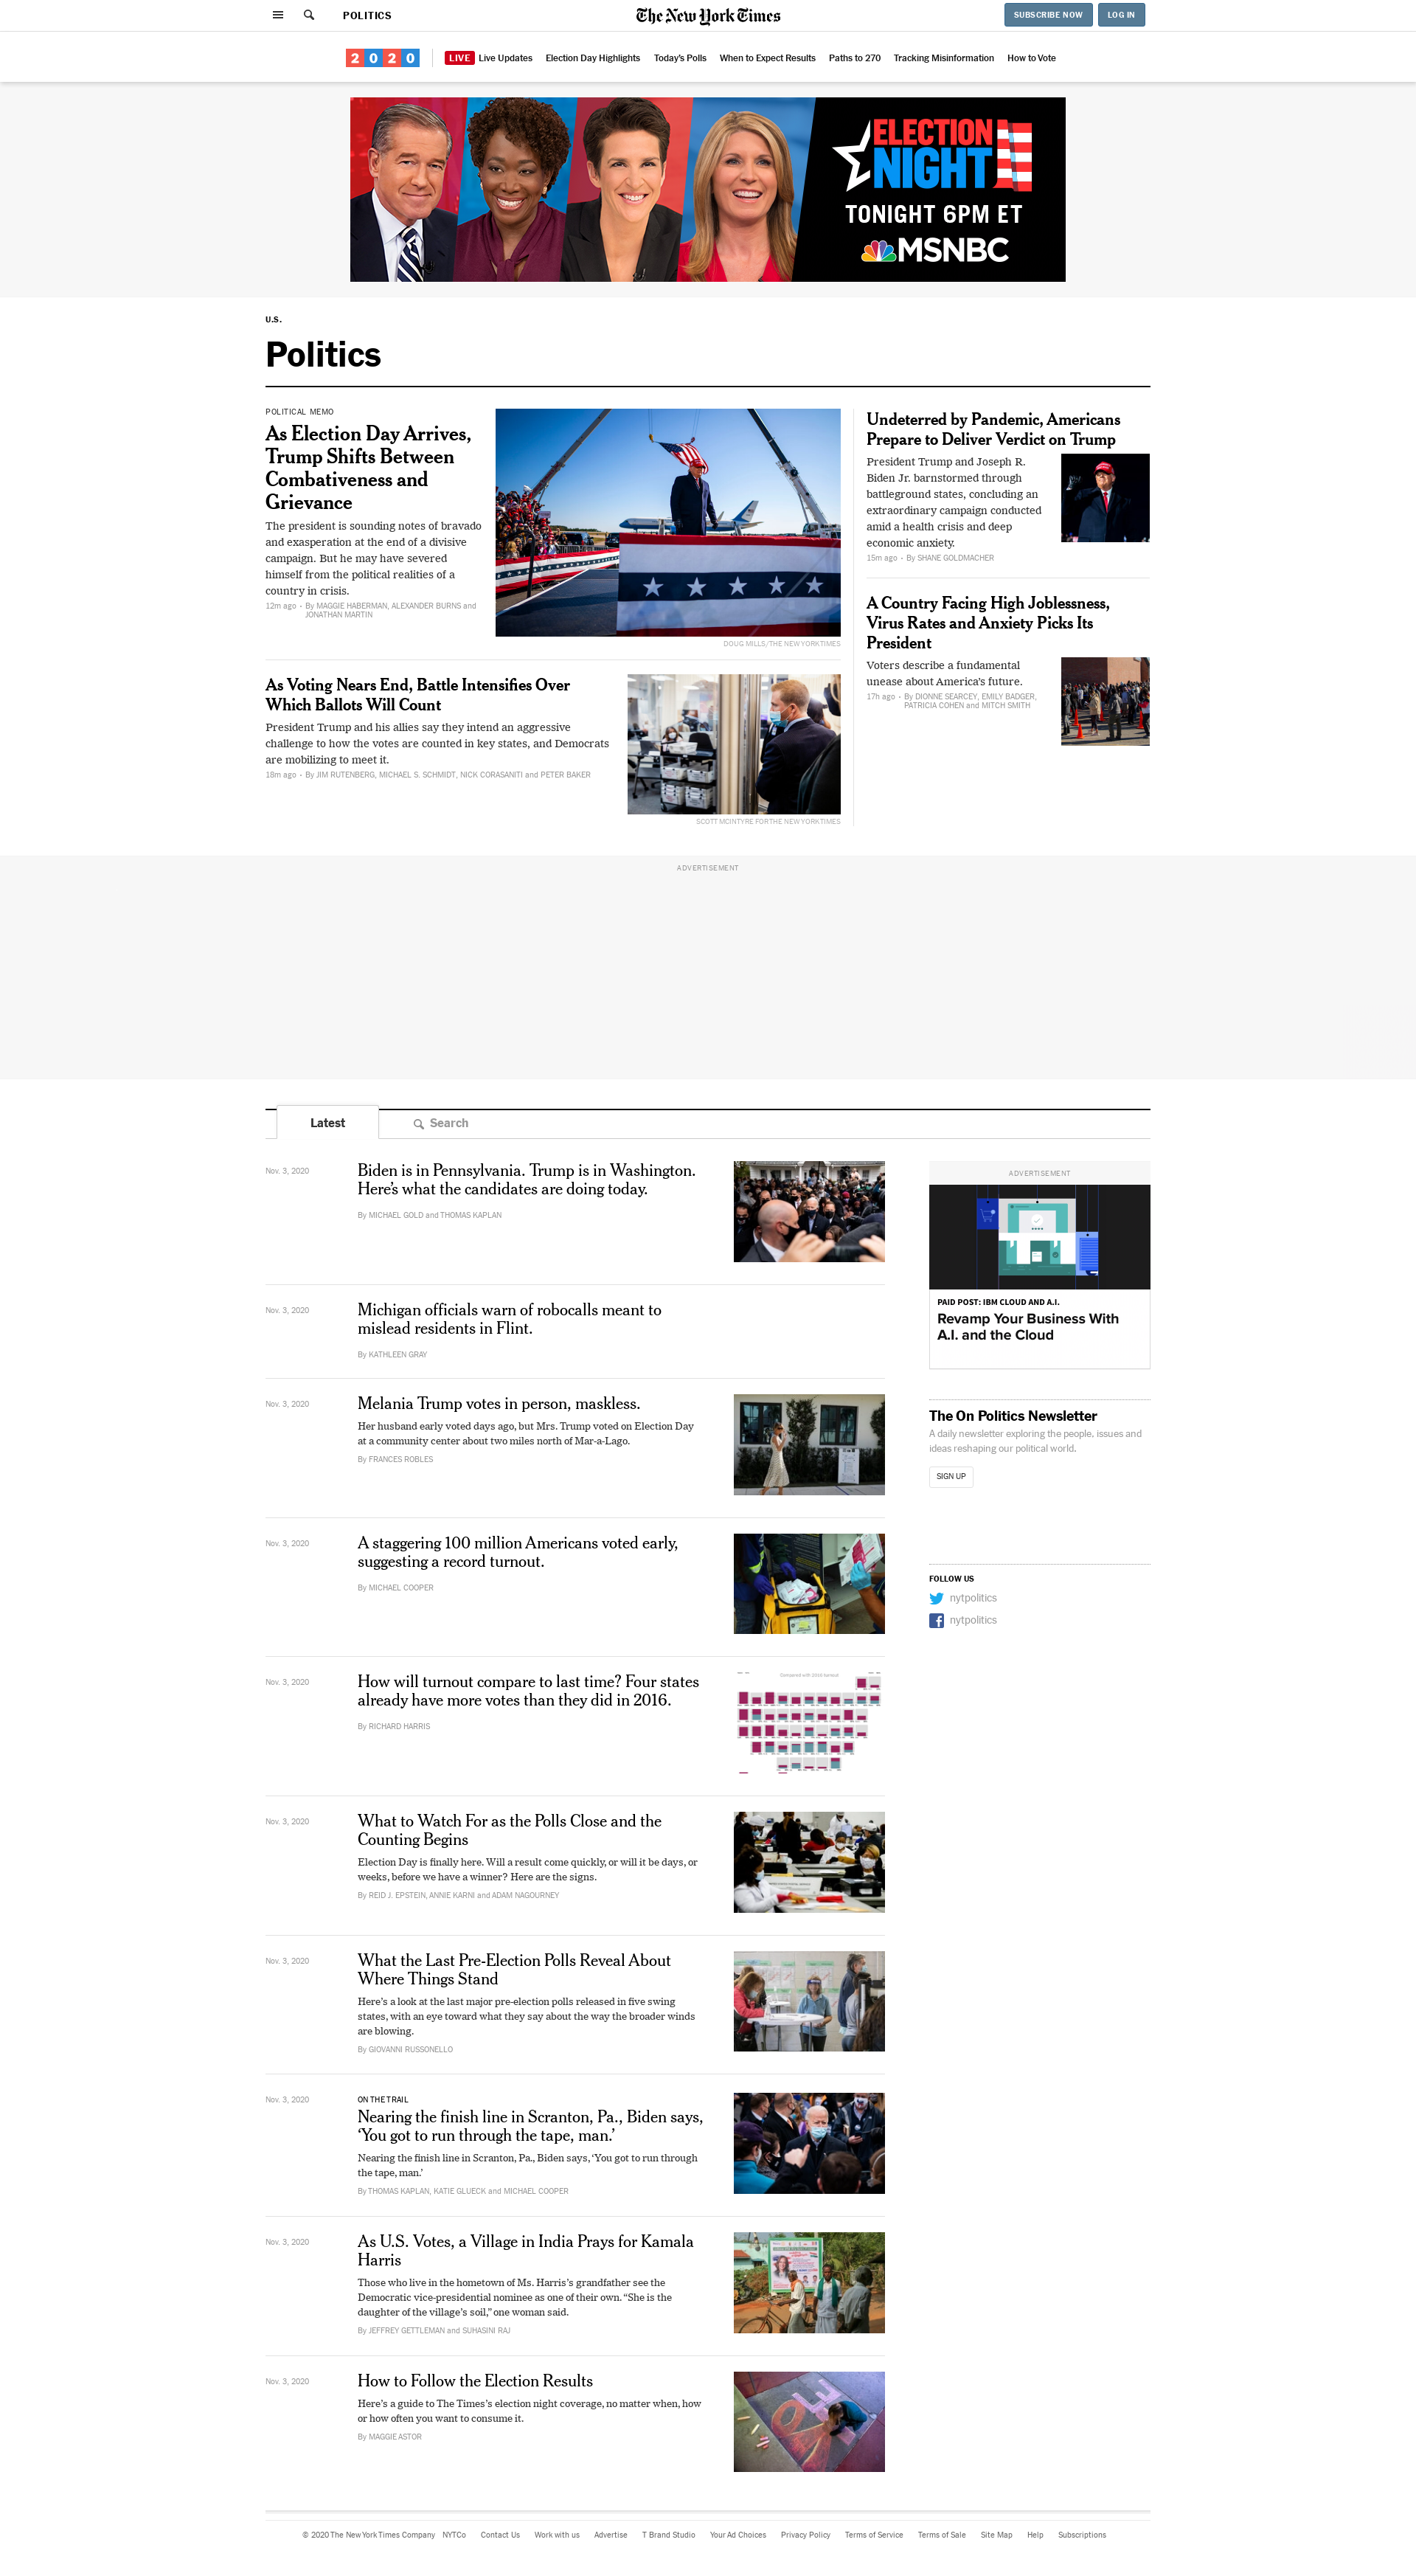 POLITICS
The New York Times
SUBSCRIBE NOW
LOG IN
2020
LIVE Live Updates
Election Day Highlights
Today's Polls
When to Expect Results
Paths to 270
Tracking Misinformation
How to Vote
ELECTION
NIGHT
TONIGHT 6PM ET
MSNBC
U.S.
Politics
POLITICAL MEMO
As Election Day Arrives,
Trump Shifts Between
Combativeness and
Grievance
The president is sounding notes of bravado
and exasperation at the end of a divisive
campaign. But he may have severed
himself from the political realities of a
country in crisis.
12m ago • By MAGGIE HABERMAN, ALEXANDER BURNS and
JONATHAN MARTIN
DOUG MILLS/THE NEW YORK TIMES
As Voting Nears End, Battle Intensifies Over
Which Ballots Will Count
President Trump and his allies say they intend an aggressive
challenge to how the votes are counted in key states, and Democrats
are mobilizing to meet it.
18m ago • By JIM RUTENBERG, MICHAEL S. SCHMIDT, NICK CORASANITI and PETER BAKER
SCOTT MCINTYRE FOR THE NEW YORK TIMES
Undeterred by Pandemic, Americans
Prepare to Deliver Verdict on Trump
President Trump and Joseph R.
Biden Jr. barnstormed through
battleground states, concluding an
extraordinary campaign conducted
amid a health crisis and deep
economic anxiety.
15m ago • By SHANE GOLDMACHER
A Country Facing High Joblessness,
Virus Rates and Anxiety Picks Its
President
Voters describe a fundamental
unease about America's future.
17h ago • By DIONNE SEARCEY, EMILY BADGER,
PATRICIA COHEN and MITCH SMITH
ADVERTISEMENT
Latest
Search
Nov. 3, 2020
Biden is in Pennsylvania. Trump is in Washington.
Here's what the candidates are doing today.
By MICHAEL GOLD and THOMAS KAPLAN
Nov. 3, 2020
Michigan officials warn of robocalls meant to
mislead residents in Flint.
By KATHLEEN GRAY
Nov. 3, 2020
Melania Trump votes in person, maskless.
Her husband early voted days ago, but Mrs. Trump voted on Election Day
at a community center about two miles north of Mar-a-Lago.
By FRANCES ROBLES
Nov. 3, 2020
A staggering 100 million Americans voted early,
suggesting a record turnout.
By MICHAEL COOPER
Nov. 3, 2020
How will turnout compare to last time? Four states
already have more votes than they did in 2016.
By RICHARD HARRIS
Compared with 2016 turnout
Nov. 3, 2020
What to Watch For as the Polls Close and the
Counting Begins
Election Day is finally here. Will a result come quickly, or will it be days, or
weeks, before we have a winner? Here are the signs.
By REID J. EPSTEIN, ANNIE KARNI and ADAM NAGOURNEY
Nov. 3, 2020
What the Last Pre-Election Polls Reveal About
Where Things Stand
Here's a look at the last major pre-election polls released in five swing
states, with an eye toward what they say about the way the broader winds
are blowing.
By GIOVANNI RUSSONELLO
Nov. 3, 2020
ON THE TRAIL
Nearing the finish line in Scranton, Pa., Biden says,
‘You got to run through the tape, man.’
Nearing the finish line in Scranton, Pa., Biden says, ‘You got to run through
the tape, man.’
By THOMAS KAPLAN, KATIE GLUECK and MICHAEL COOPER
Nov. 3, 2020
As U.S. Votes, a Village in India Prays for Kamala
Harris
Those who live in the hometown of Ms. Harris's grandfather see the
Democratic vice-presidential nominee as one of their own. “She is the
daughter of the village's soil,” one woman said.
By JEFFREY GETTLEMAN and SUHASINI RAJ
Nov. 3, 2020
How to Follow the Election Results
Here's a guide to The Times's election night coverage, no matter when, how
or how often you want to consume it.
By MAGGIE ASTOR
ADVERTISEMENT
PAID POST: IBM CLOUD AND A.I.
Revamp Your Business With
A.I. and the Cloud
The On Politics Newsletter
A daily newsletter exploring the people, issues and
ideas reshaping our political world.
SIGN UP
FOLLOW US
nytpolitics
nytpolitics
© 2020 The New York Times Company
NYTCo
Contact Us
Work with us
Advertise
T Brand Studio
Your Ad Choices
Privacy Policy
Terms of Service
Terms of Sale
Site Map
Help
Subscriptions